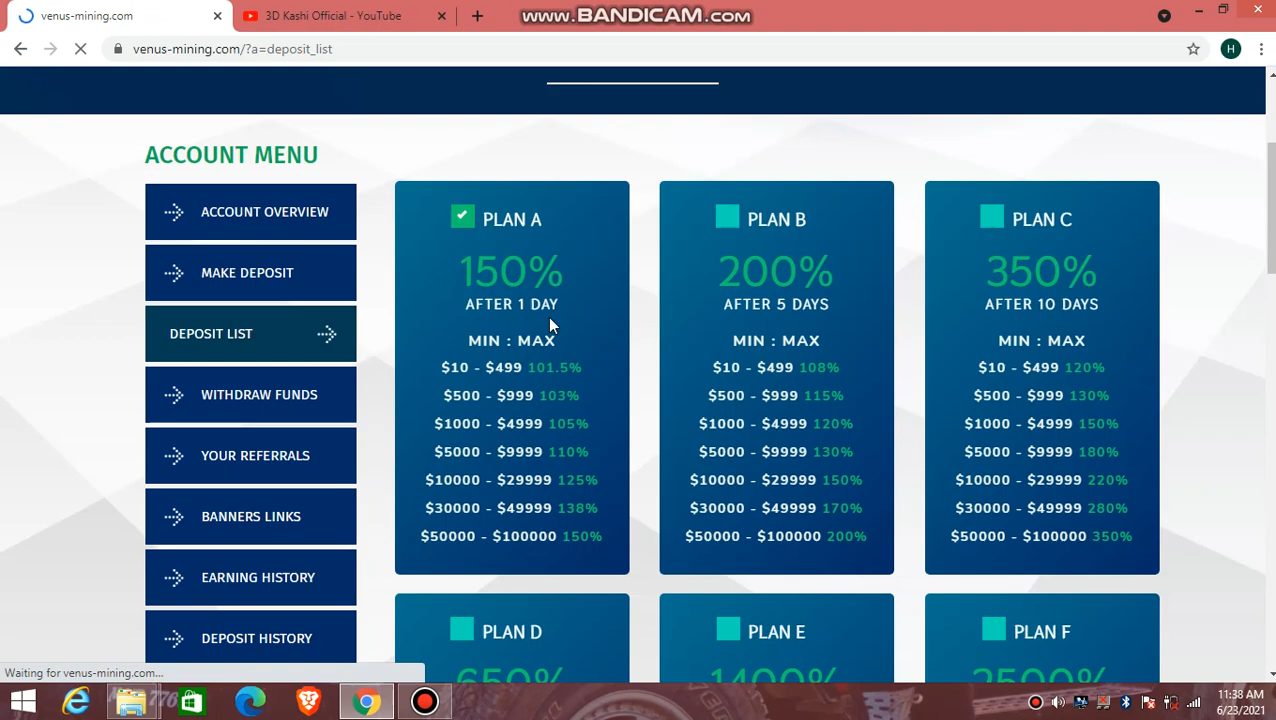 venus-mining.com
3D Kashi Official - YouTube
www.BANDICAM.com
venus-mining.com/?a=deposit_list
H
ACCOUNT MENU
ACCOUNT OVERVIEW
MAKE DEPOSIT
DEPOSIT LIST
WITHDRAW FUNDS
YOUR REFERRALS
BANNERS LINKS
EARNING HISTORY
DEPOSIT HISTORY
PLAN A
150%
AFTER 1 DAY
MIN : MAX
$10 - $499 101.5%
$500 - $999 103%
$1000 - $4999 105%
$5000 - $9999 110%
$10000 - $29999 125%
$30000 - $49999 138%
$50000 - $100000 150%
PLAN B
200%
AFTER 5 DAYS
MIN : MAX
$10 - $499 108%
$500 - $999 115%
$1000 - $4999 120%
$5000 - $9999 130%
$10000 - $29999 150%
$30000 - $49999 170%
$50000 - $100000 200%
PLAN C
350%
AFTER 10 DAYS
MIN : MAX
$10 - $499 120%
$500 - $999 130%
$1000 - $4999 150%
$5000 - $9999 180%
$10000 - $29999 220%
$30000 - $49999 280%
$50000 - $100000 350%
PLAN D
650%
PLAN E
1400%
PLAN F
2500%
Waiting for venus-mining.com...
11:38 AM
6/23/2021